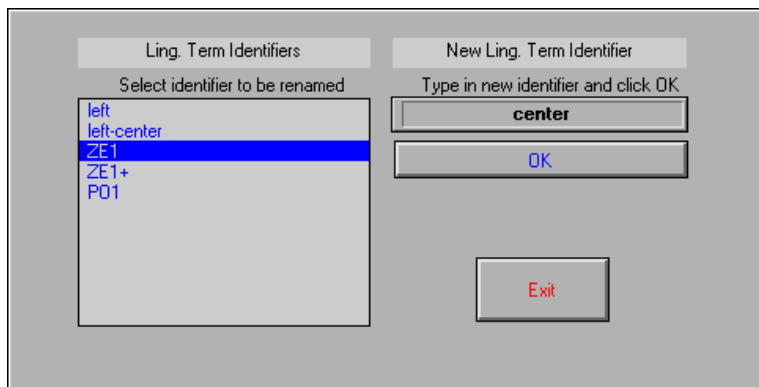 Ling. Term Identifiers
Select identifier to be renamed
left
left-center
ZE1
ZE1+
PO1
New Ling. Term Identifier
Type in new identifier and click OK
center
OK
Exit